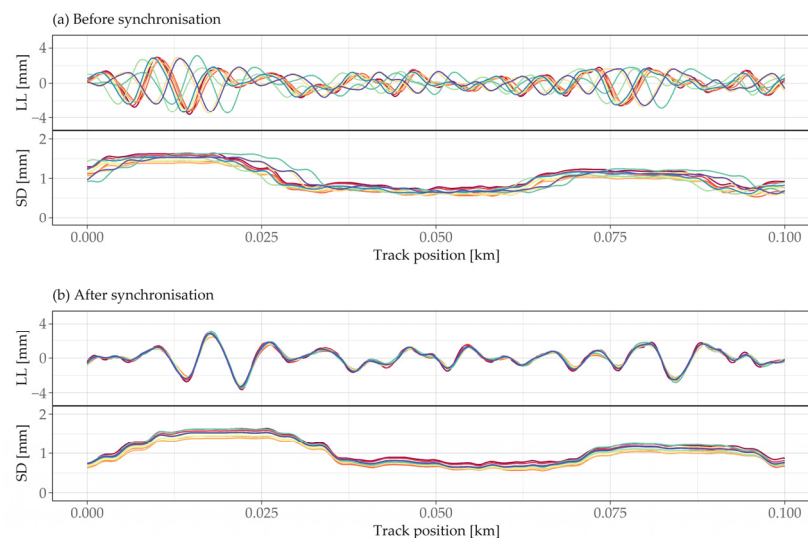 (a) Before synchronisation
4
0
−4
LL [mm]
2
1
0
SD [mm]
0.000 0.025 0.050 0.075 0.100
Track position [km]
(b) After synchronisation
4
0
−4
LL [mm]
2
1
0
SD [mm]
0.000 0.025 0.050 0.075 0.100
Track position [km]